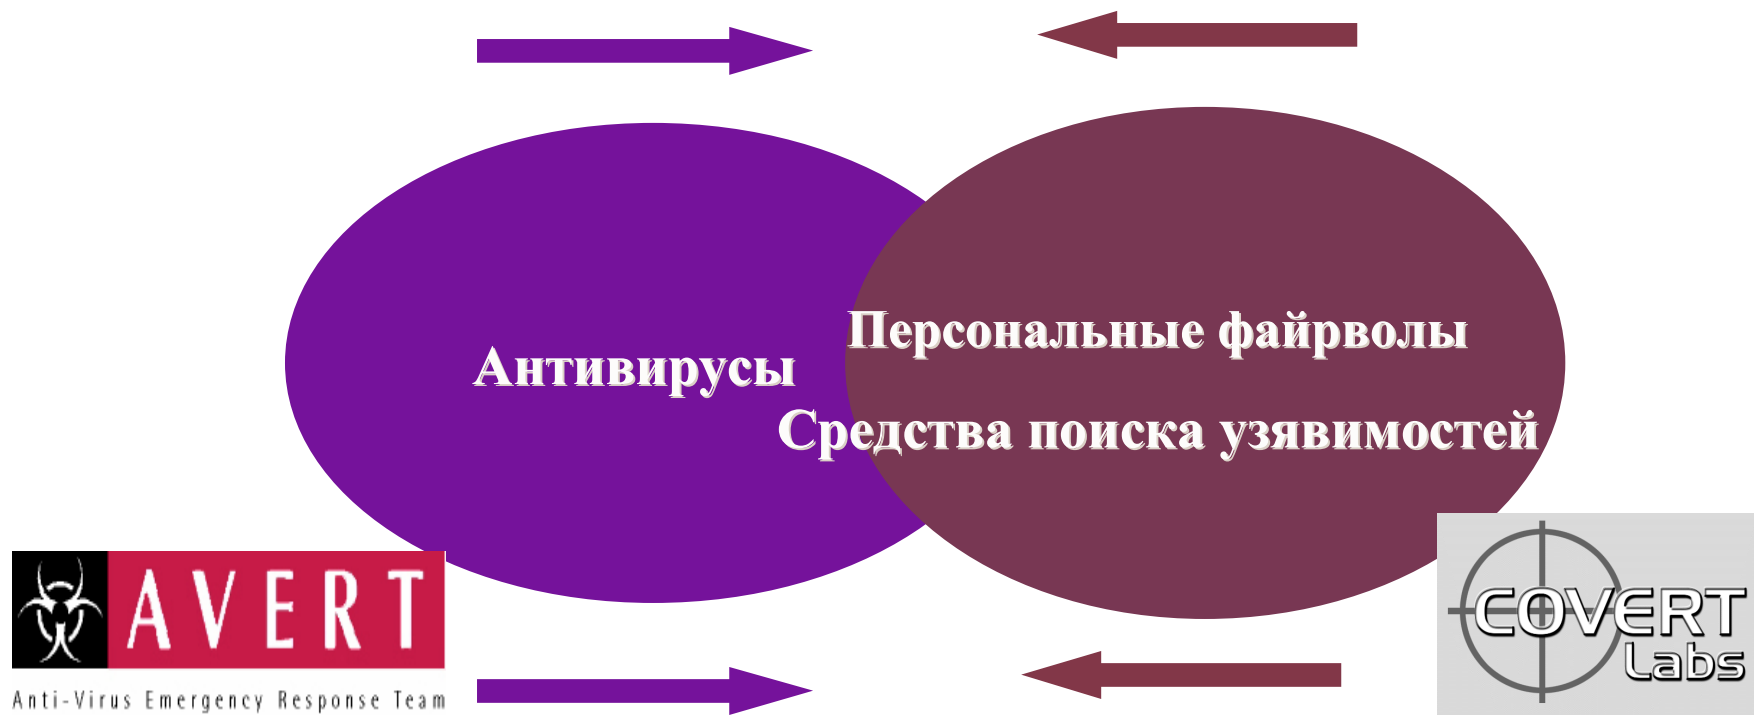 Антивирусы
Персональные файрволы
Средства поиска узявимостей
AVERT
Anti-Virus Emergency Response Team
COVERT
Labs